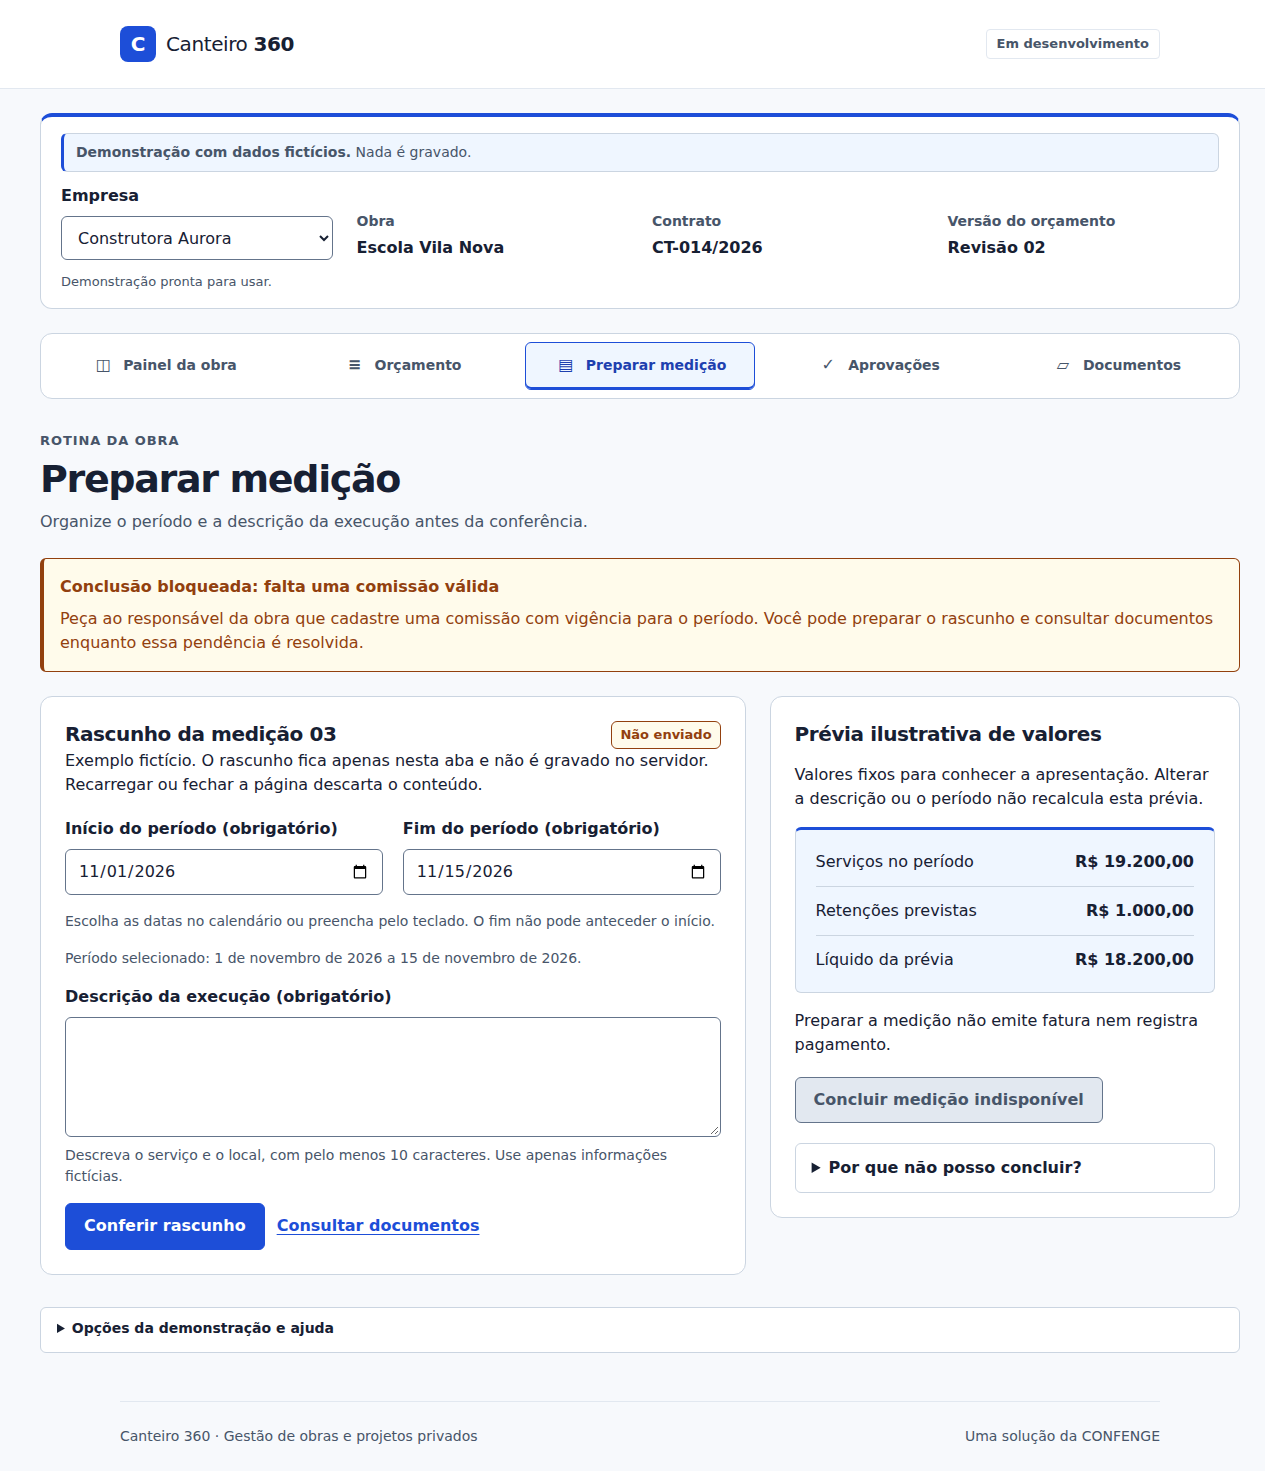 C Canteiro 360
Em desenvolvimento
Demonstração com dados fictícios. Nada é gravado.
Empresa
Construtora Aurora
Demonstração pronta para usar.
Obra
Escola Vila Nova
Contrato
CT-014/2026
Versão do orçamento
Revisão 02
Painel da obra
Orçamento
Preparar medição
Aprovações
Documentos
ROTINA DA OBRA
Preparar medição
Organize o período e a descrição da execução antes da conferência.
Conclusão bloqueada: falta uma comissão válida
Peça ao responsável da obra que cadastre uma comissão com vigência para o período. Você pode preparar o rascunho e consultar documentos
enquanto essa pendência é resolvida.
Rascunho da medição 03
Não enviado
Exemplo fictício. O rascunho fica apenas nesta aba e não é gravado no servidor.
Recarregar ou fechar a página descarta o conteúdo.
Início do período (obrigatório)
11/01/2026
Fim do período (obrigatório)
11/15/2026
Escolha as datas no calendário ou preencha pelo teclado. O fim não pode anteceder o início.
Período selecionado: 1 de novembro de 2026 a 15 de novembro de 2026.
Descrição da execução (obrigatório)
Descreva o serviço e o local, com pelo menos 10 caracteres. Use apenas informações
fictícias.
Conferir rascunho
Consultar documentos
Prévia ilustrativa de valores
Valores fixos para conhecer a apresentação. Alterar
a descrição ou o período não recalcula esta prévia.
Serviços no período R$ 19.200,00
Retenções previstas R$ 1.000,00
Líquido da prévia R$ 18.200,00
Preparar a medição não emite fatura nem registra
pagamento.
Concluir medição indisponível
Por que não posso concluir?
Opções da demonstração e ajuda
Canteiro 360 · Gestão de obras e projetos privados
Uma solução da CONFENGE